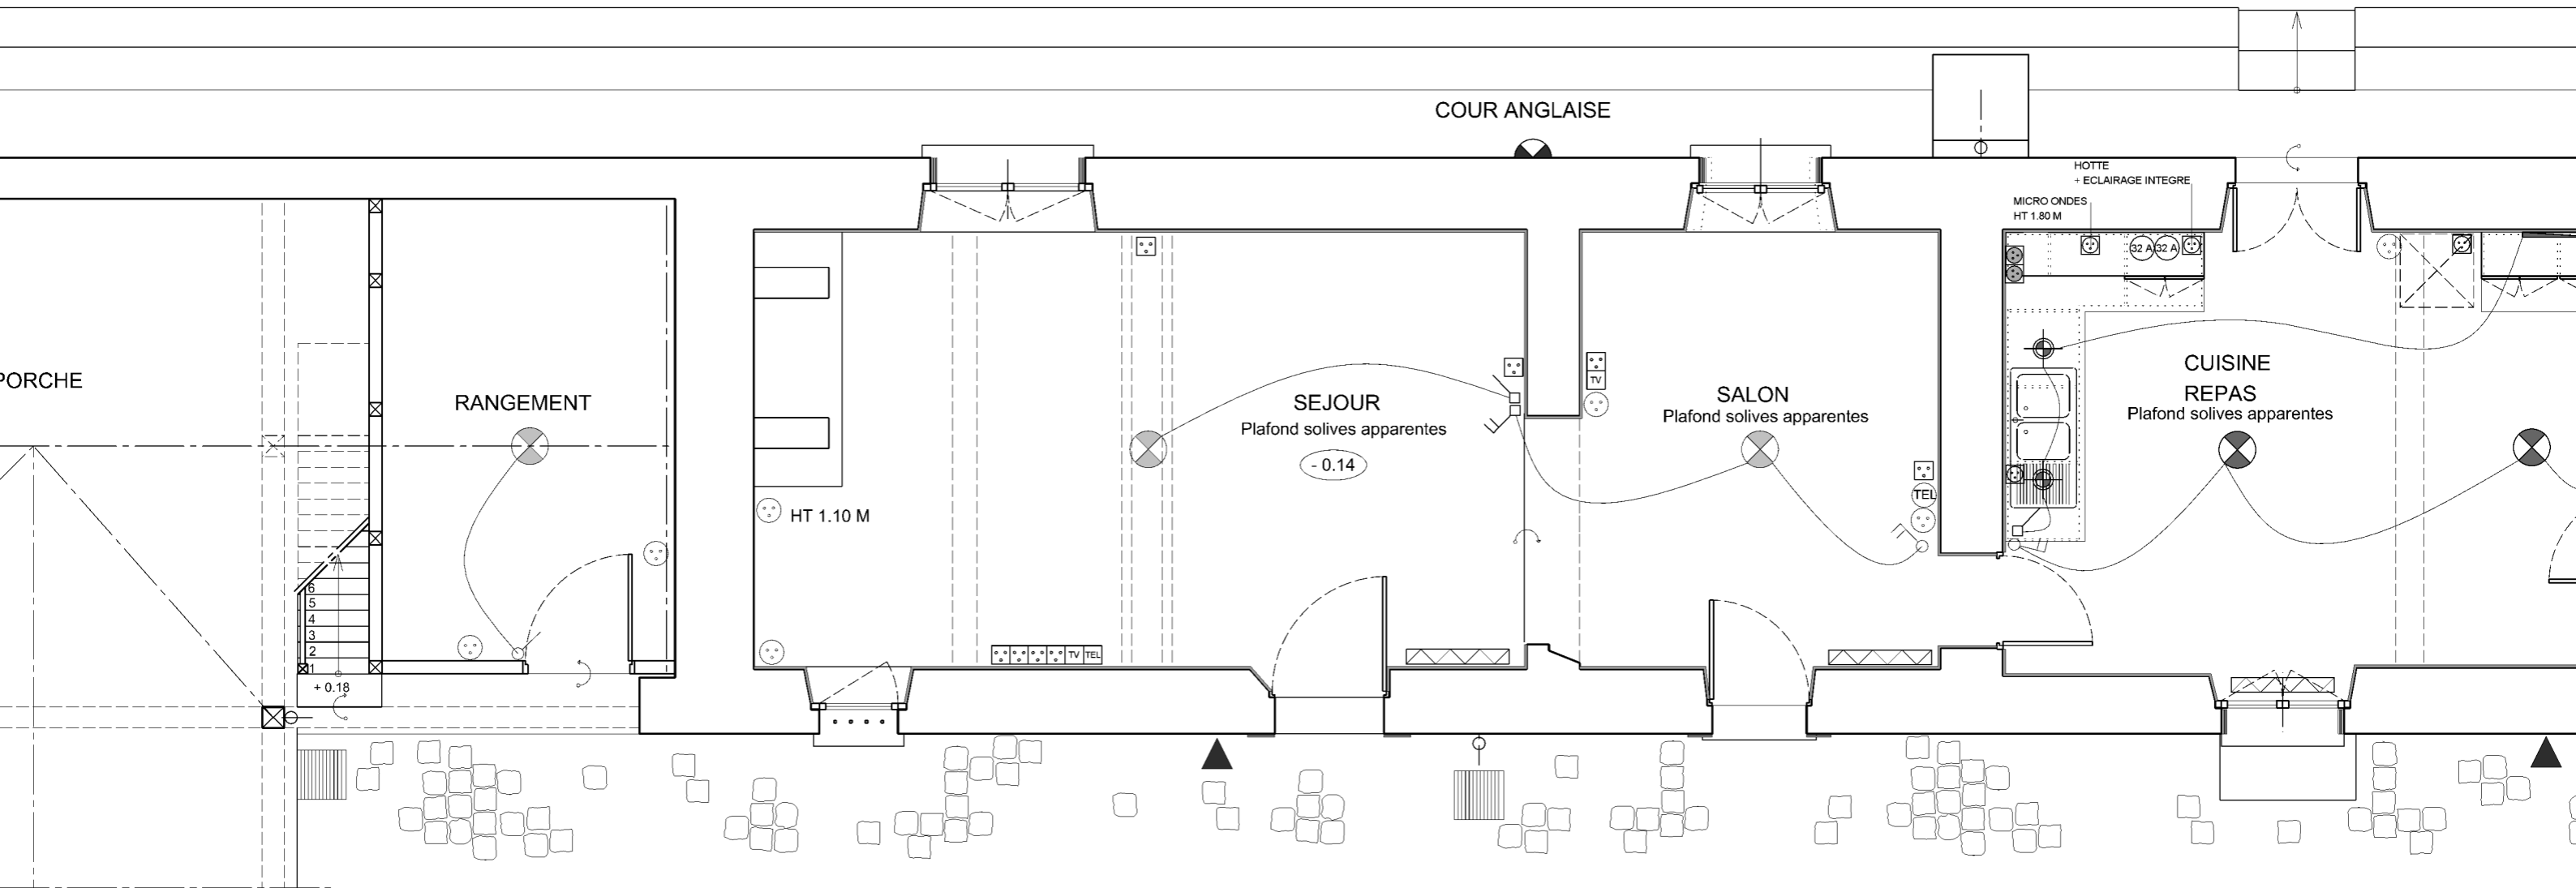 COUR ANGLAISE
HOTTE
+ ECLAIRAGE INTEGRE
MICRO ONDES
HT 1.80 M
32 A
32 A
PORCHE
RANGEMENT
SEJOUR
Plafond solives apparentes
- 0.14
HT 1.10 M
TV
SALON
Plafond solives apparentes
TEL
CUISINE
REPAS
Plafond solives apparentes
6
5
4
3
2
1
+ 0.18
TV
TEL